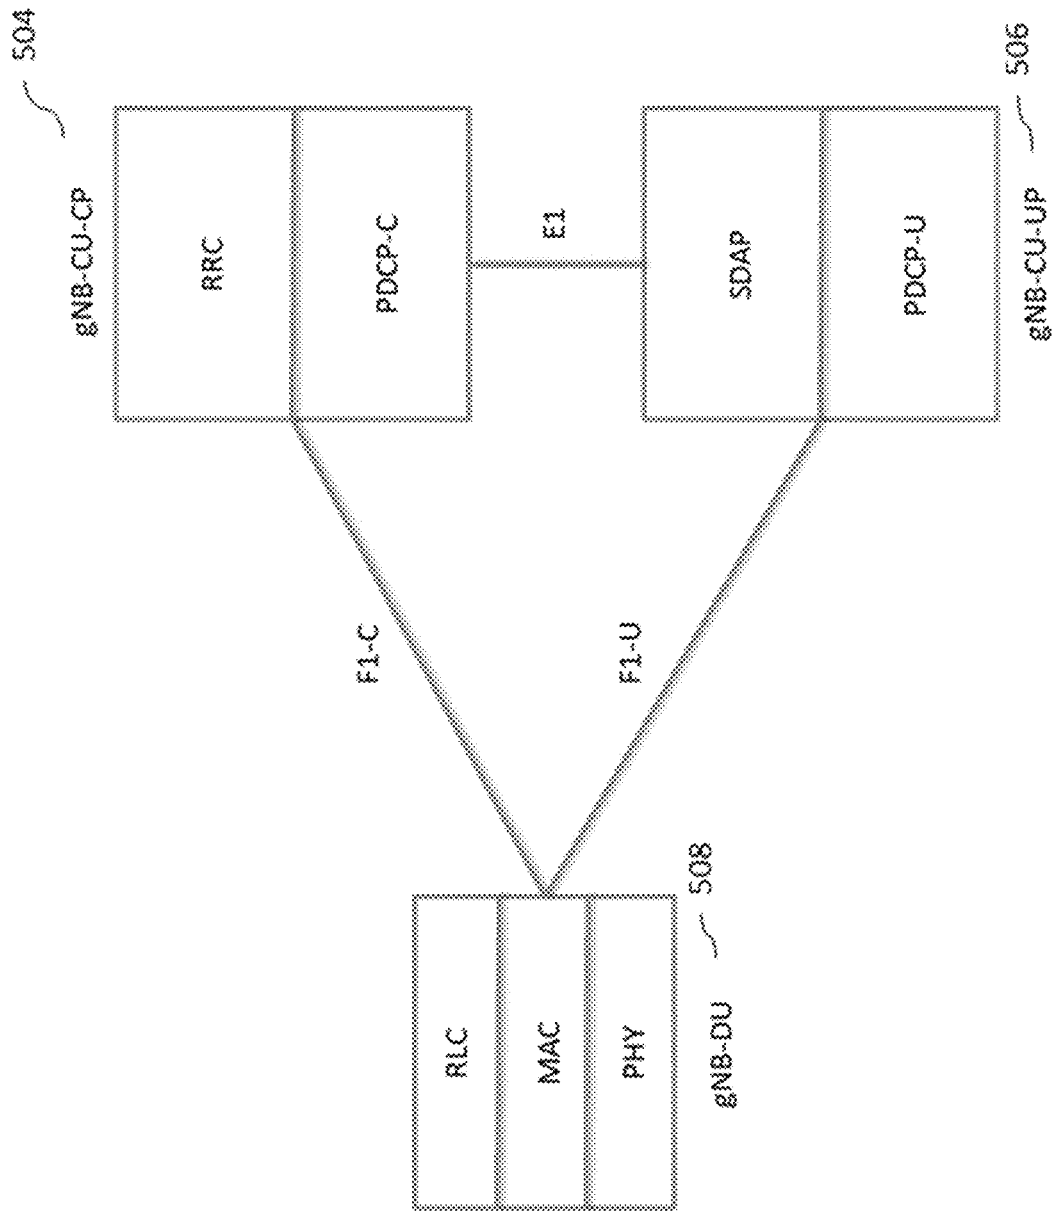 504
gNB-CU-CP
RRC
PDCP-C
E1
SDAP
PDCP-U
gNB-CU-UP
506
F1-C
F1-U
RLC
MAC
PHY
gNB-DU
508